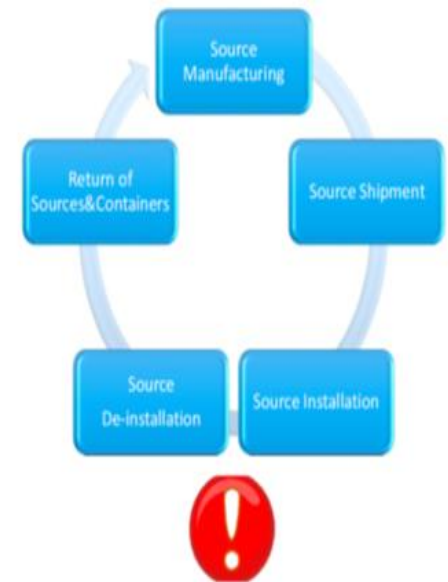 Source
Manufacturing
Source Shipment
Source Installation
Source
De-installation
Return of
Sources&Containers
!